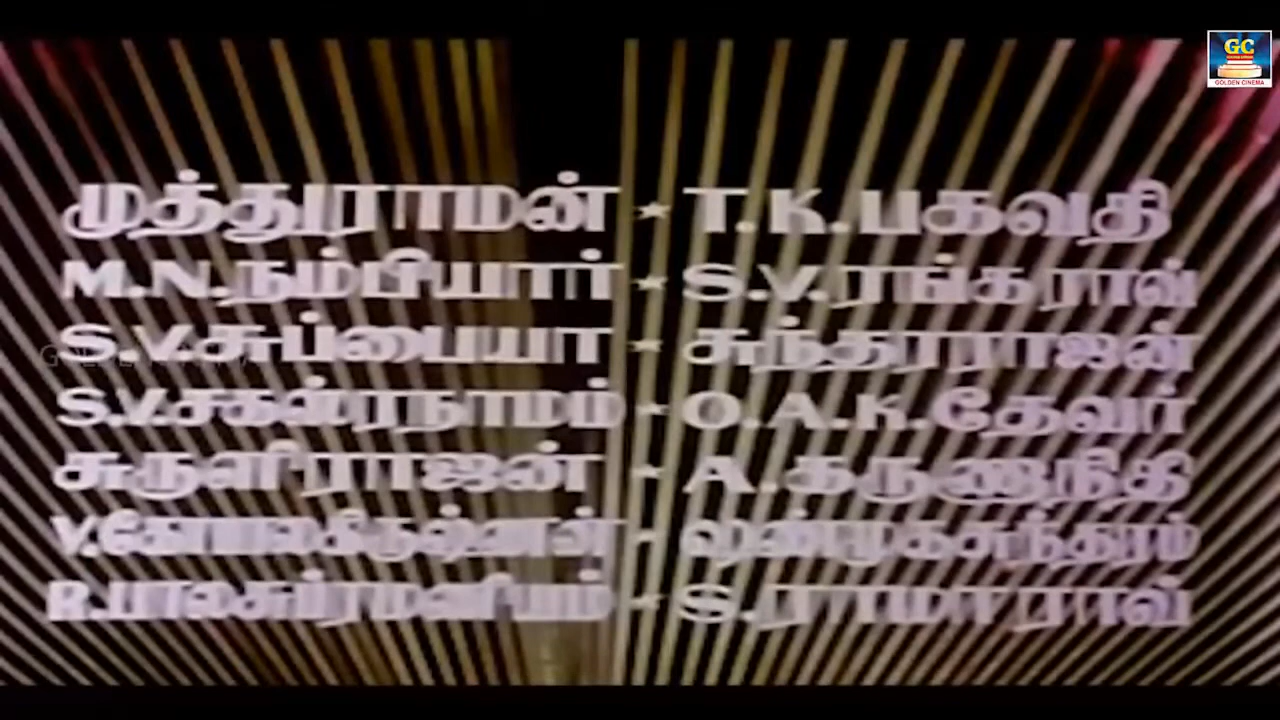 GC
GOLDEN CINEMA
முத்துராமன் ★ T.K.பகவதி
M.N.நம்பியார் ★ S.V.ரங்கராவ்
S.V.சுப்பையா ★ சுந்தரராஜன்
S.V.சகஸ்ரநாமம் ★ O.A.K.தேவர்
சுருளிராஜன் ★ A.கருணாநிதி
V.கோபாலகிருஷ்ணன் ★ ஷண்முகசுந்தரம்
R.பாலசுப்ரமணியம் ★ S.ராமாராவ்